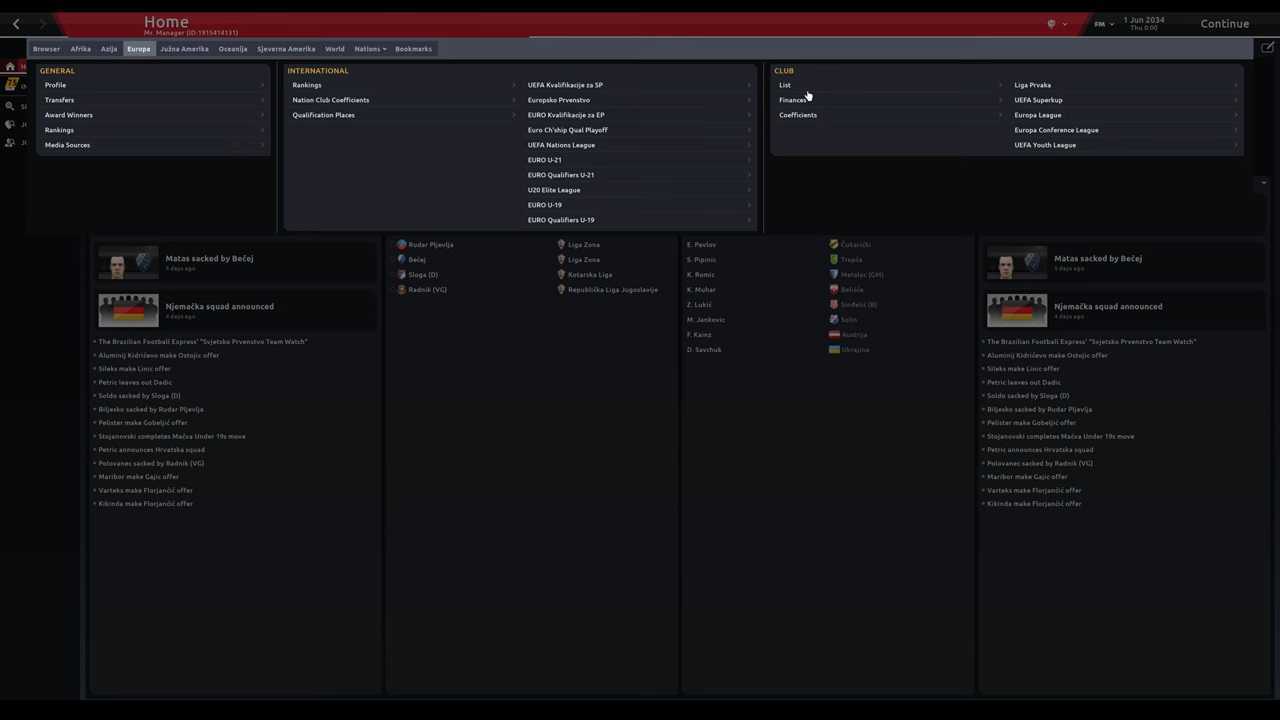 Home
Mr. Manager (ID:1915414131)
FM
1 Jun 2034
Thu 0:00
Continue
Browser
Afrika
Azija
Europa
Južna Amerika
Oceanija
Sjeverna Amerika
World
Nations
Bookmarks
GENERAL
Profile
Transfers
Award Winners
Rankings
Media Sources
INTERNATIONAL
Rankings
Nation Club Coefficients
Qualification Places
UEFA Kvalifikacije za SP
Europsko Prvenstvo
EURO Kvalifikacije za EP
Euro Ch'ship Qual Playoff
UEFA Nations League
EURO U-21
EURO Qualifiers U-21
U20 Elite League
EURO U-19
EURO Qualifiers U-19
CLUB
List
Finances
Coefficients
Liga Prvaka
UEFA Superkup
Europa League
Europa Conference League
UEFA Youth League
Matas sacked by Bečej
5 days ago
Njemačka squad announced
4 days ago
The Brazilian Football Express' "Svjetsko Prvenstvo Team Watch"
Aluminij Kidričevo make Ostojic offer
Sileks make Linic offer
Petric leaves out Dadic
Soldo sacked by Sloga (D)
Biljesko sacked by Rudar Pljevlja
Pelister make Gobeljić offer
Stojanovski completes Mačva Under 19s move
Petric announces Hrvatska squad
Polovanec sacked by Radnik (VG)
Maribor make Gajic offer
Varteks make Florjančić offer
Kikinda make Florjančić offer
Rudar Pljevlja Liga Zona
Bečej Liga Zona
Sloga (D) Kotarska Liga
Radnik (VG) Republička Liga Jugoslavije
E. Pavlov Čukarički
S. Pipinic Trepča
K. Romic Metalac (GM)
K. Muhar Belišće
Z. Lukić Sinđelić (B)
M. Jankovic Solin
F. Kainz Austrija
D. Savchuk Ukrajina
Matas sacked by Bečej
5 days ago
Njemačka squad announced
4 days ago
The Brazilian Football Express' "Svjetsko Prvenstvo Team Watch"
Aluminij Kidričevo make Ostojic offer
Sileks make Linic offer
Petric leaves out Dadic
Soldo sacked by Sloga (D)
Biljesko sacked by Rudar Pljevlja
Pelister make Gobeljić offer
Stojanovski completes Mačva Under 19s move
Petric announces Hrvatska squad
Polovanec sacked by Radnik (VG)
Maribor make Gajic offer
Varteks make Florjančić offer
Kikinda make Florjančić offer